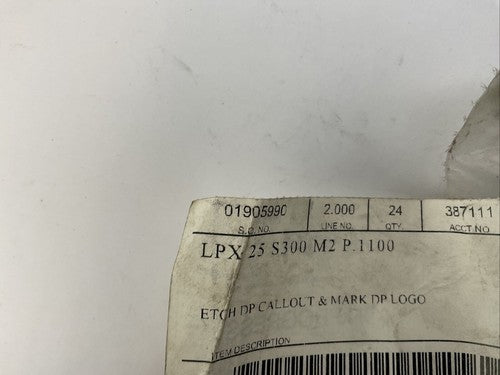 01905990 2.000 24 387111
S.O. NO. LINE NO. QTY. ACCT.NO.
LPX 25 S300 M2 P.1100
ETCH DP CALLOUT & MARK DP LOGO
ITEM DESCRIPTION